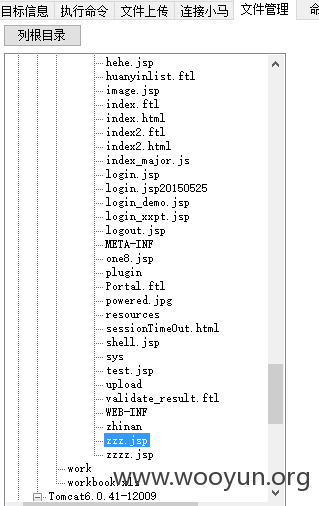 目标信息 执行命令 文件上传 连接小马 文件管理 命
列根目录
hehe.jsp
huanyinlist.ftl
image.jsp
index.ftl
index.html
index2.ftl
index2.html
index_major.js
login.jsp
login.jsp20150525
login_demo.jsp
login_xxpt.jsp
logout.jsp
META-INF
one8.jsp
plugin
Portal.ftl
powered.jpg
resources
sessionTimeOut.html
shell.jsp
sys
test.jsp
upload
validate_result.ftl
WEB-INF
zhinan
zzz.jsp
zzzz.jsp
work
workbook.xls
www.wooyun.org
Tomcat6.0.41-12009